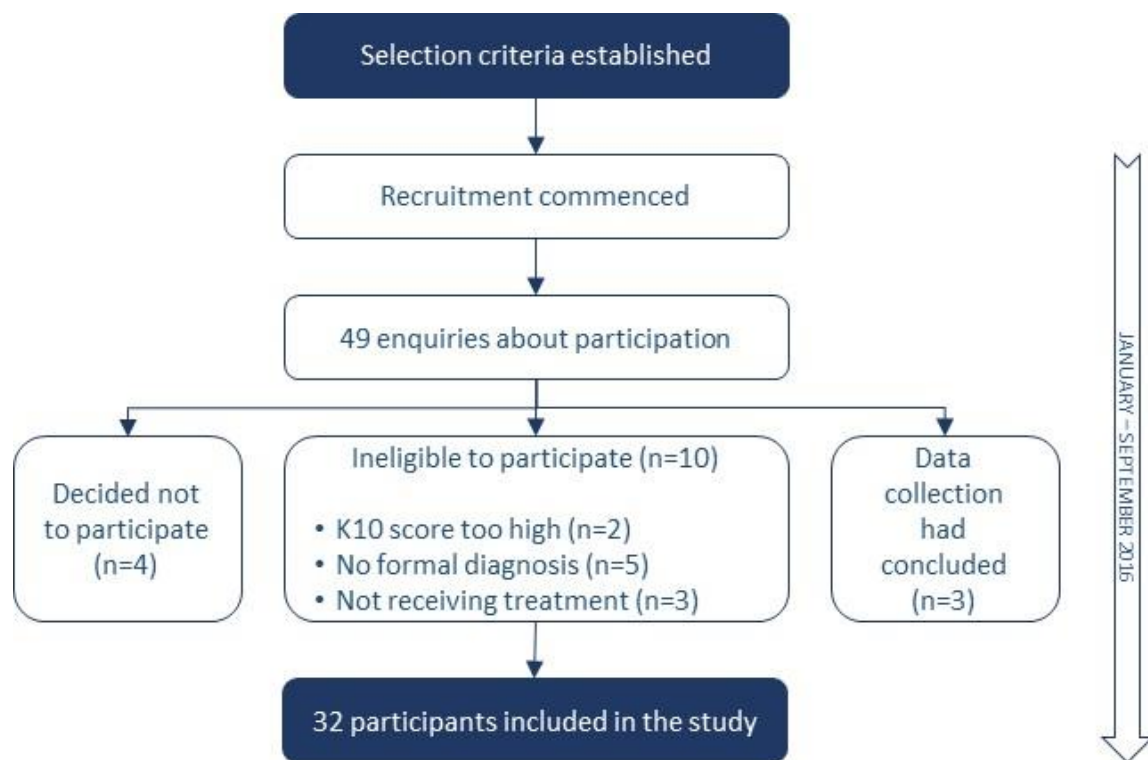 Selection criteria established
Recruitment commenced
49 enquiries about participation
Decided not
to participate
(n=4)
Ineligible to participate (n=10)
• K10 score too high (n=2)
• No formal diagnosis (n=5)
• Not receiving treatment (n=3)
Data
collection
had
concluded
(n=3)
32 participants included in the study
JANUARY – SEPTEMBER 2016